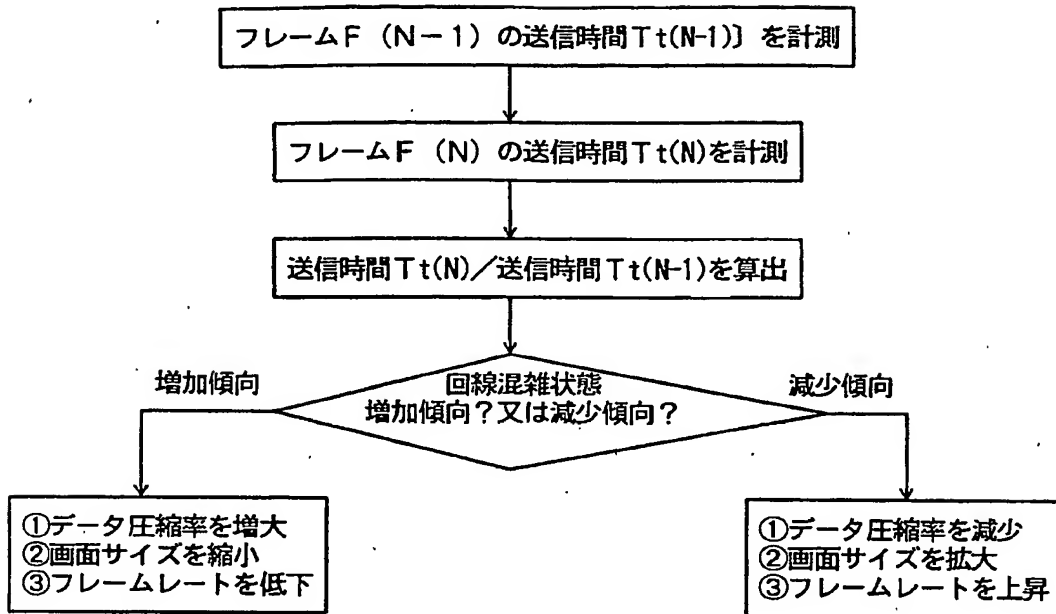 フレームF（N－1）の送信時間Tt(N-1)〕を計測
フレームF（N）の送信時間Tt(N)を計測
送信時間Tt(N)／送信時間Tt(N-1)を算出
回線混雑状態
増加傾向？又は減少傾向？
増加傾向
減少傾向
①データ圧縮率を増大
②画面サイズを縮小
③フレームレートを低下
①データ圧縮率を減少
②画面サイズを拡大
③フレームレートを上昇